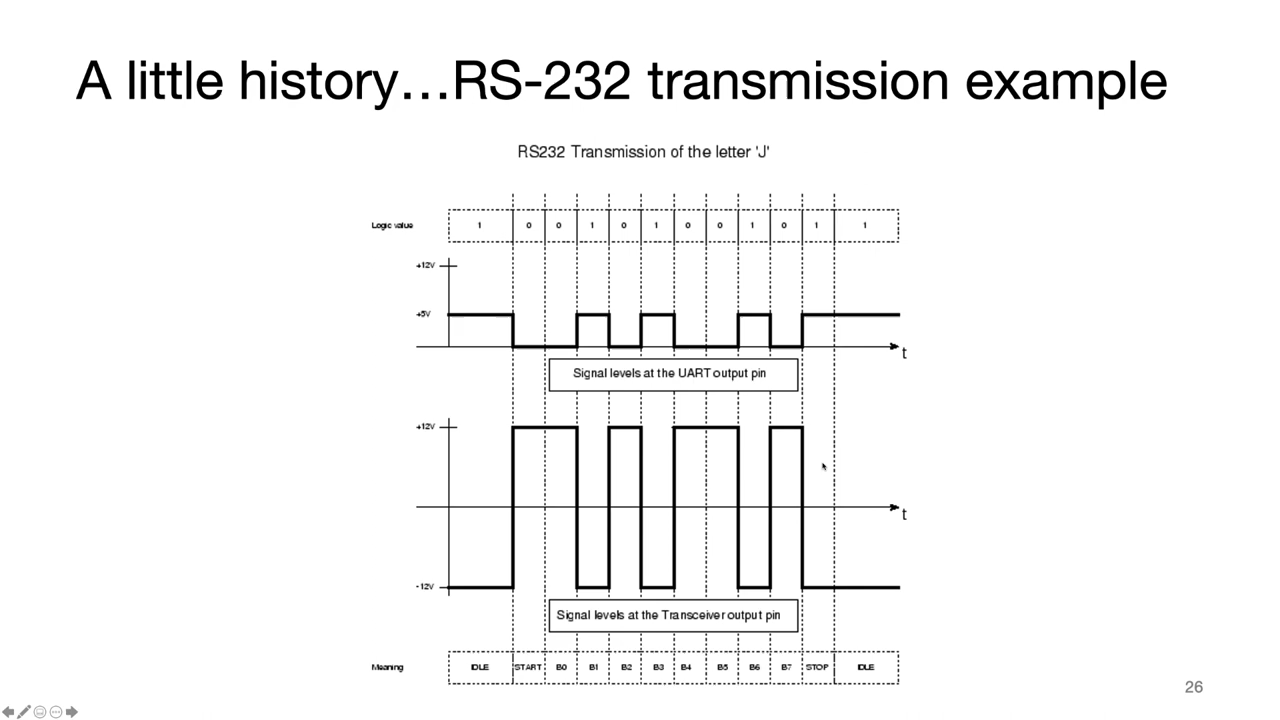 A little history…RS-232 transmission example
RS232 Transmission of the letter 'J'
Logic value 1 0 0 1 0 1 0 0 1 0 1 1
+12V
+5V
t
Signal levels at the UART output pin
+12V
t
-12V
Signal levels at the Transceiver output pin
Meaning IDLE START B0 B1 B2 B3 B4 B5 B6 B7 STOP IDLE
26